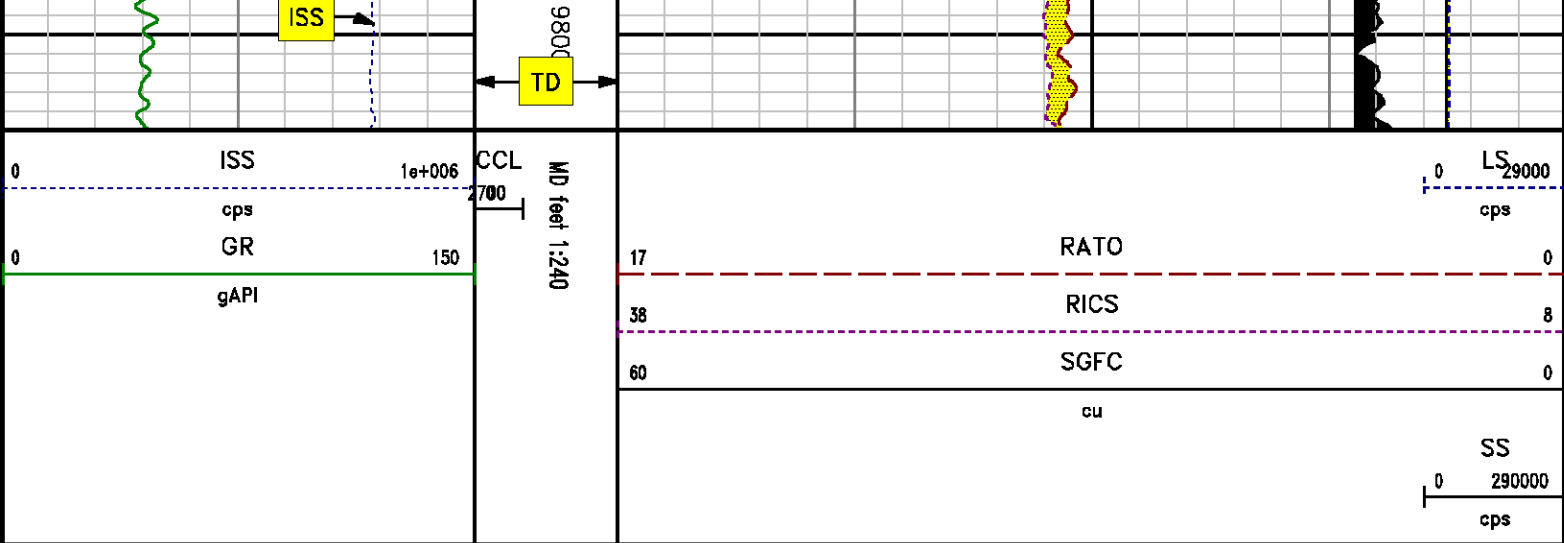 ISS
9800
TD
ISS
0 1e+006
cps
GR
0 150
gAPI
CCL
MD feet 1:240
LS
0 29000
cps
RATO
17 0
RICS
38 8
SGFC
60 0
cu
SS
0 290000
cps